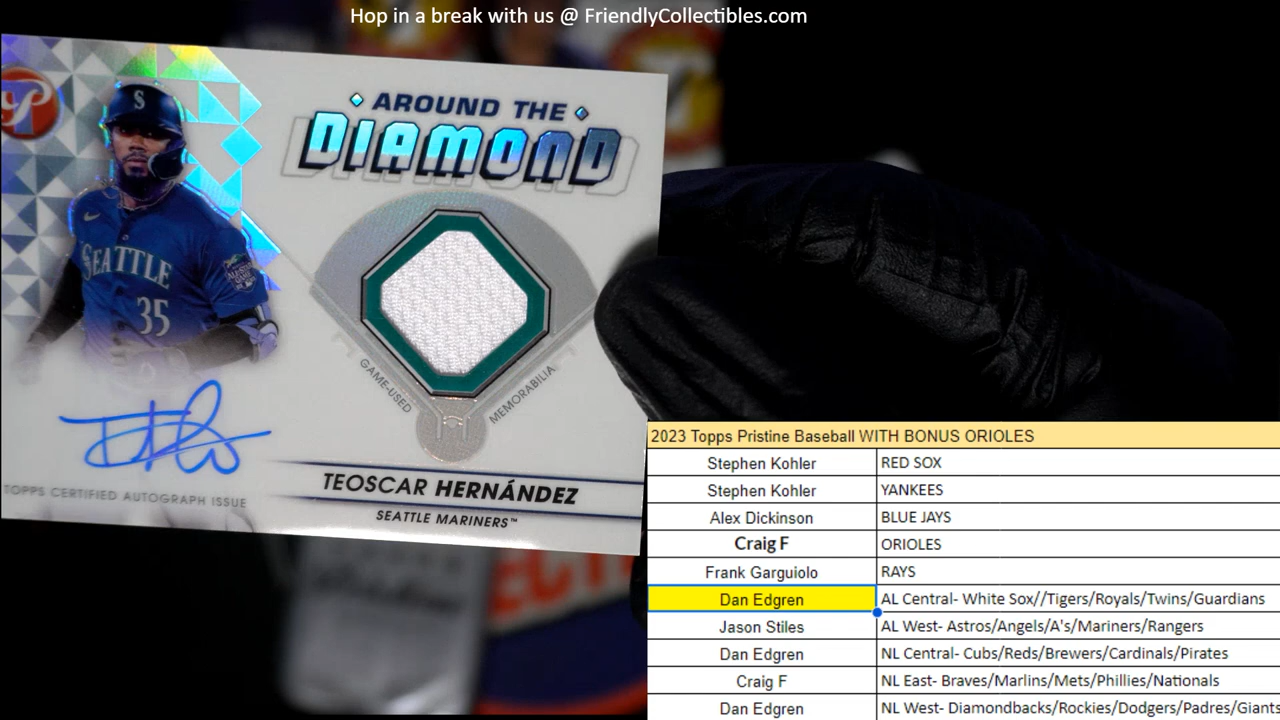 Hop in a break with us @ FriendlyCollectibles.com
AROUND THE
DIAMOND
S
SEATTLE
35
GAME-USED
MEMORABILIA
TOPPS CERTIFIED AUTOGRAPH ISSUE
TEOSCAR HERNÁNDEZ
SEATTLE MARINERS™
2023 Topps Pristine Baseball WITH BONUS ORIOLES
Stephen Kohler RED SOX
Stephen Kohler YANKEES
Alex Dickinson BLUE JAYS
Craig F ORIOLES
Frank Garguiolo RAYS
Dan Edgren AL Central- White Sox//Tigers/Royals/Twins/Guardians
Jason Stiles AL West- Astros/Angels/A's/Mariners/Rangers
Dan Edgren NL Central- Cubs/Reds/Brewers/Cardinals/Pirates
Craig F NL East- Braves/Marlins/Mets/Phillies/Nationals
Dan Edgren NL West- Diamondbacks/Rockies/Dodgers/Padres/Giants